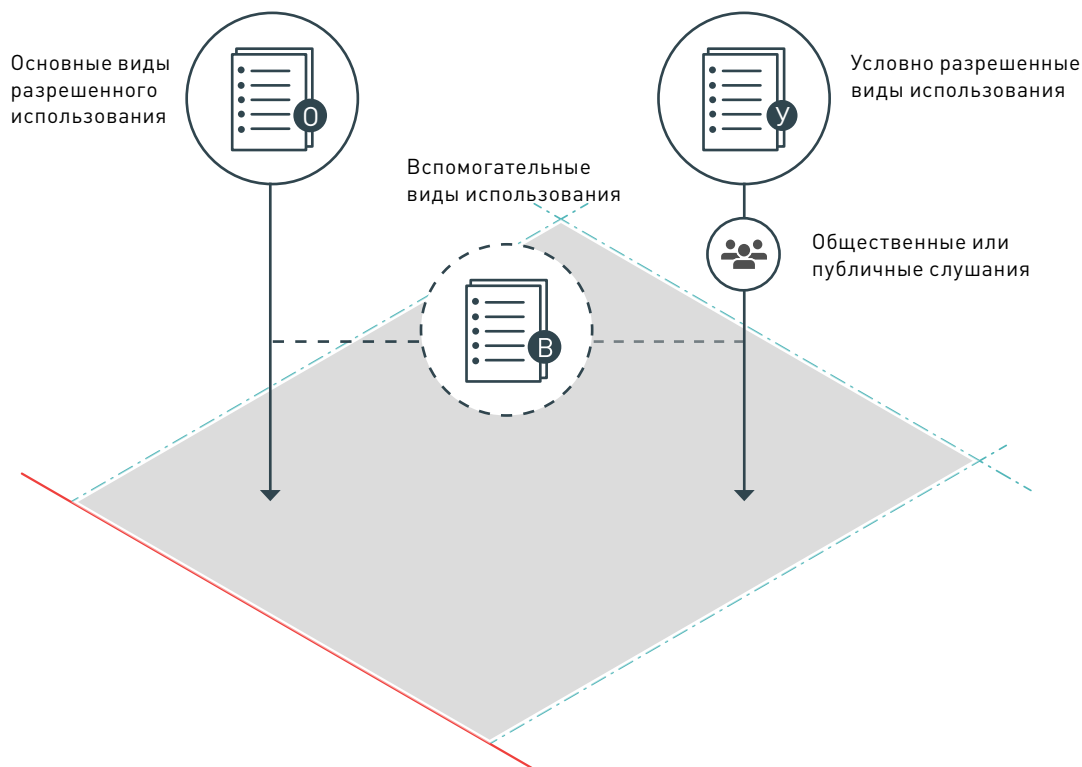 Основные виды
разрешенного
использования
О
Условно разрешенные
виды использования
У
Вспомогательные
виды использования
В
Общественные или
публичные слушания